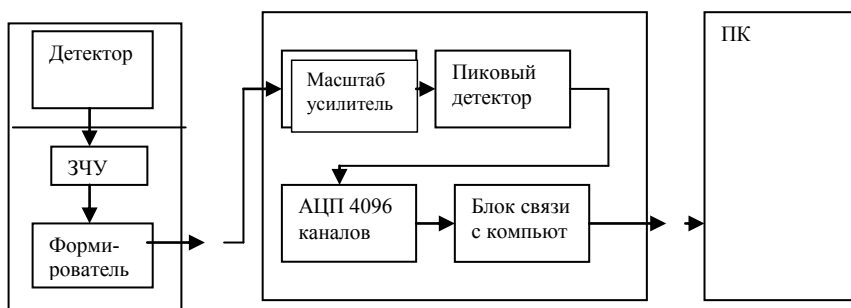 Детектор
ЗЧУ
Форми-
рователь
Масштаб
усилитель
Пиковый
детектор
АЦП 4096
каналов
Блок связи
с компьют
ПК